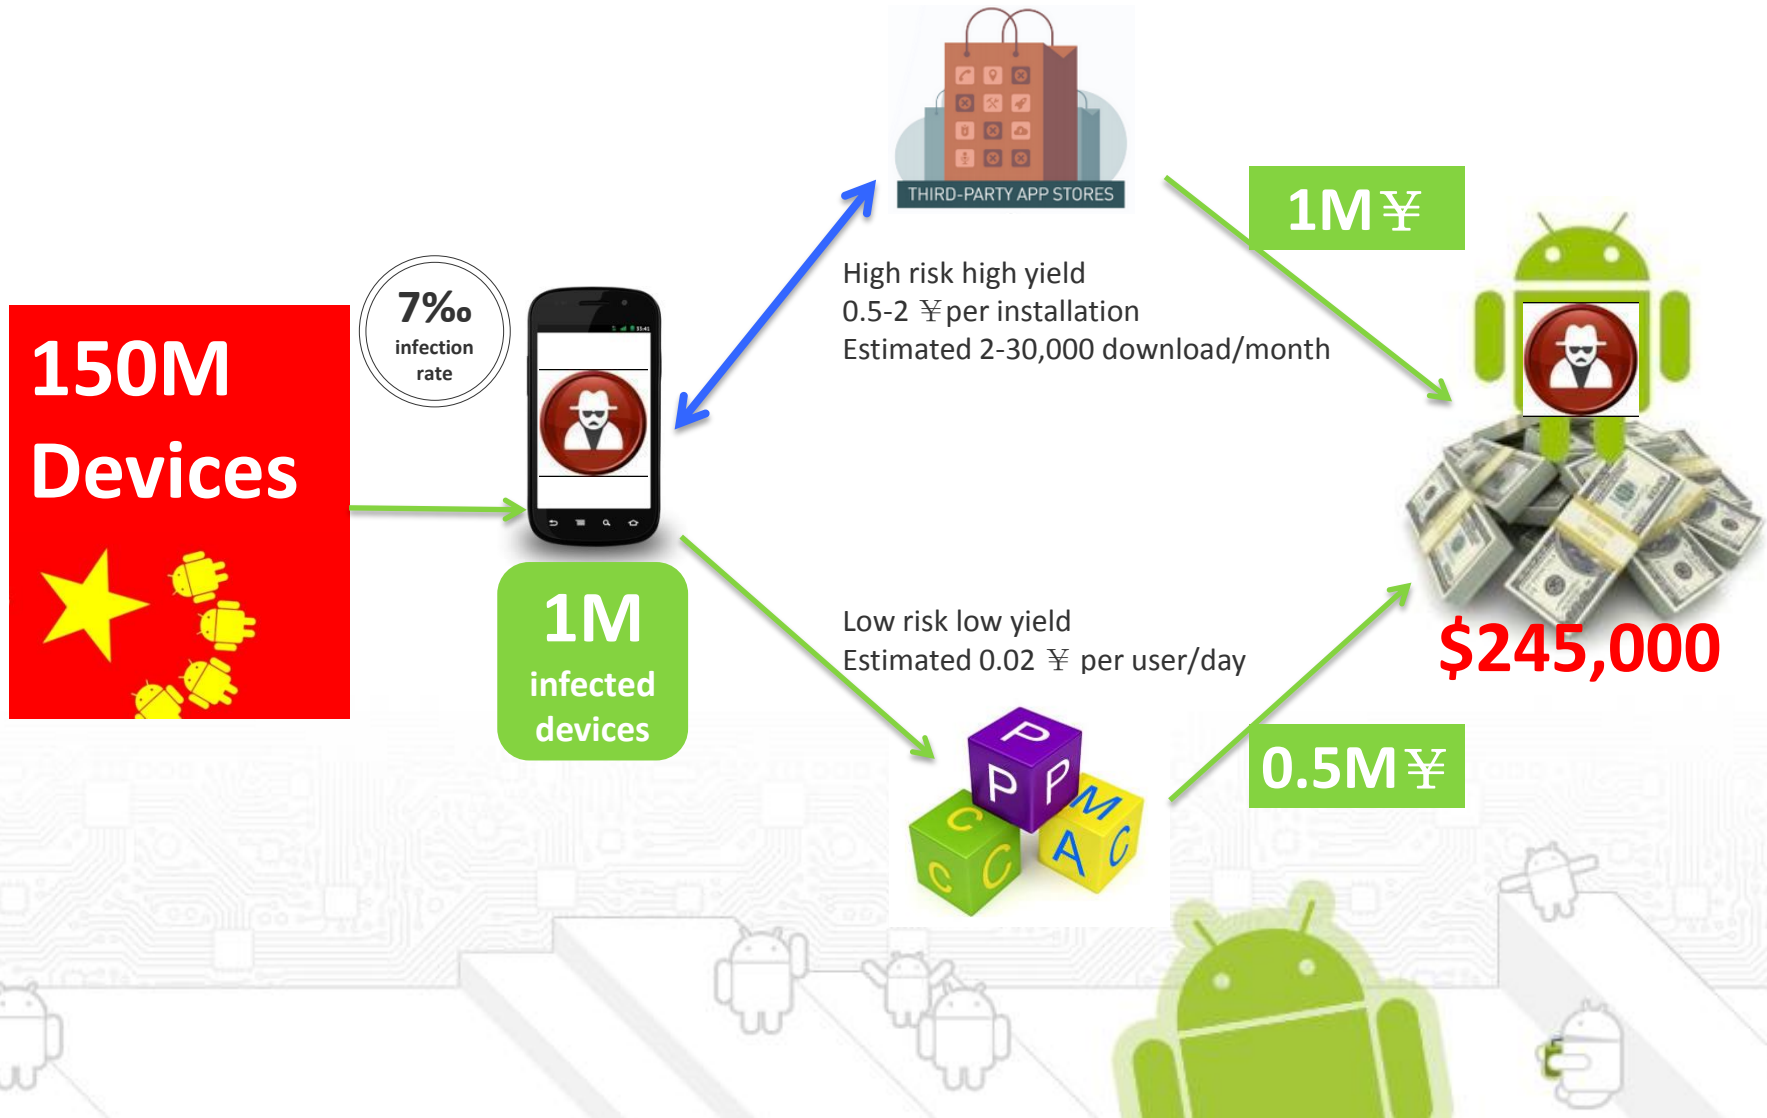 THIRD-PARTY APP STORES
1M¥
High risk high yield
0.5-2 ¥per installation
Estimated 2-30,000 download/month
7‰
infection
rate
150M
Devices
1M
infected
devices
Low risk low yield
Estimated 0.02 ¥ per user/day
$245,000
0.5M¥
P
P P
C M
C C A C